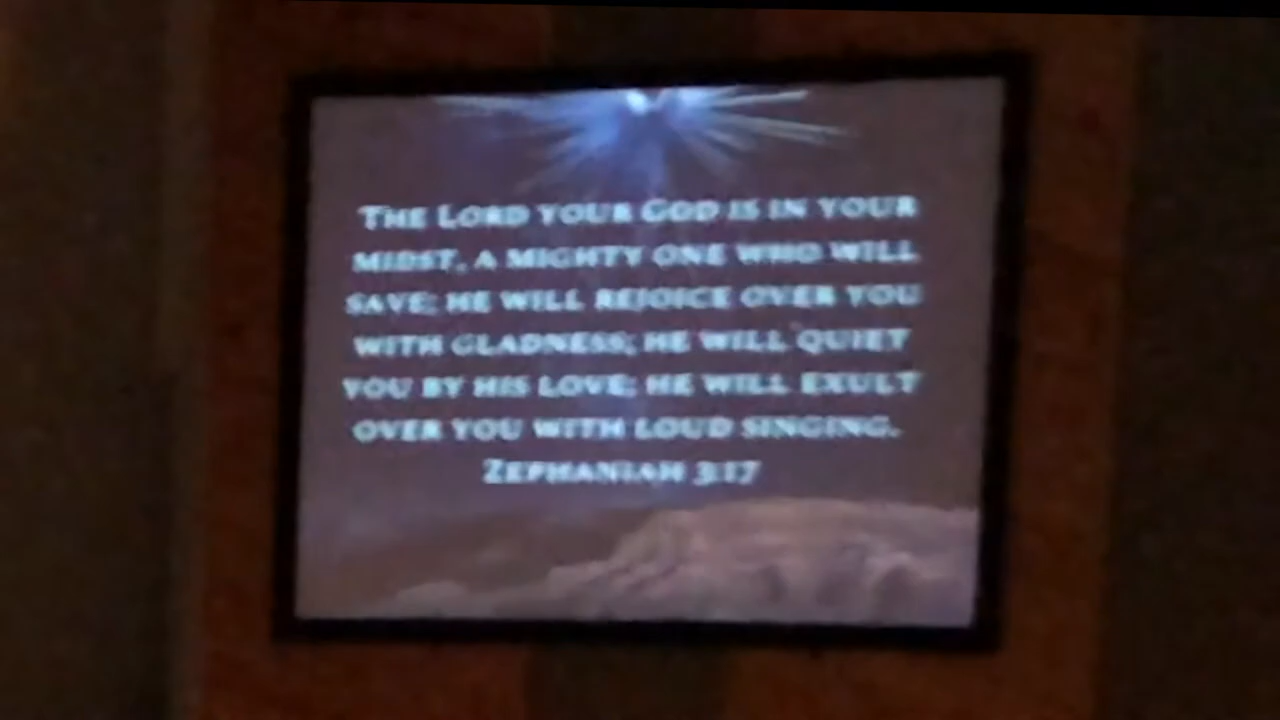 The Lord your God is in your
midst, a mighty one who will
save; he will rejoice over you
with gladness; he will quiet
you by his love; he will exult
over you with loud singing.
Zephaniah 3:17